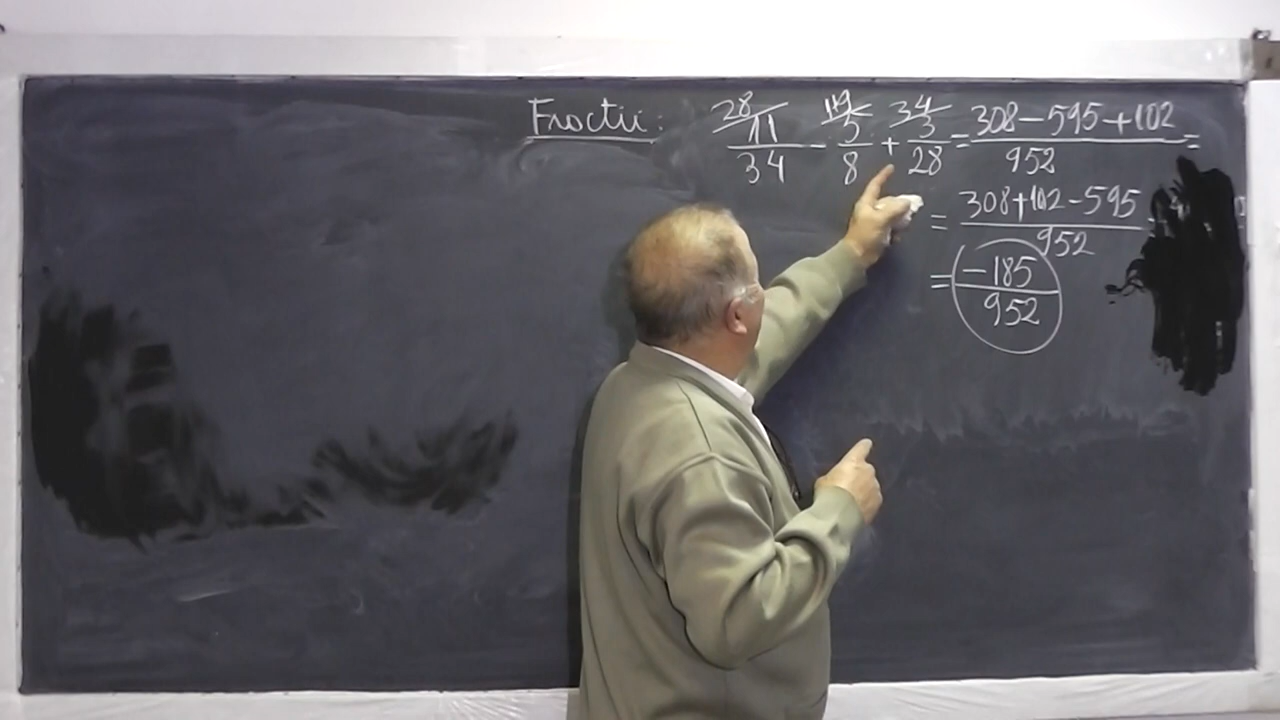 Fractii: 28/ 11/34 - 119/ 5/8 + 34/ 3/28 = 308-595+102/952 =
= 308+102-595/952
= -185/952